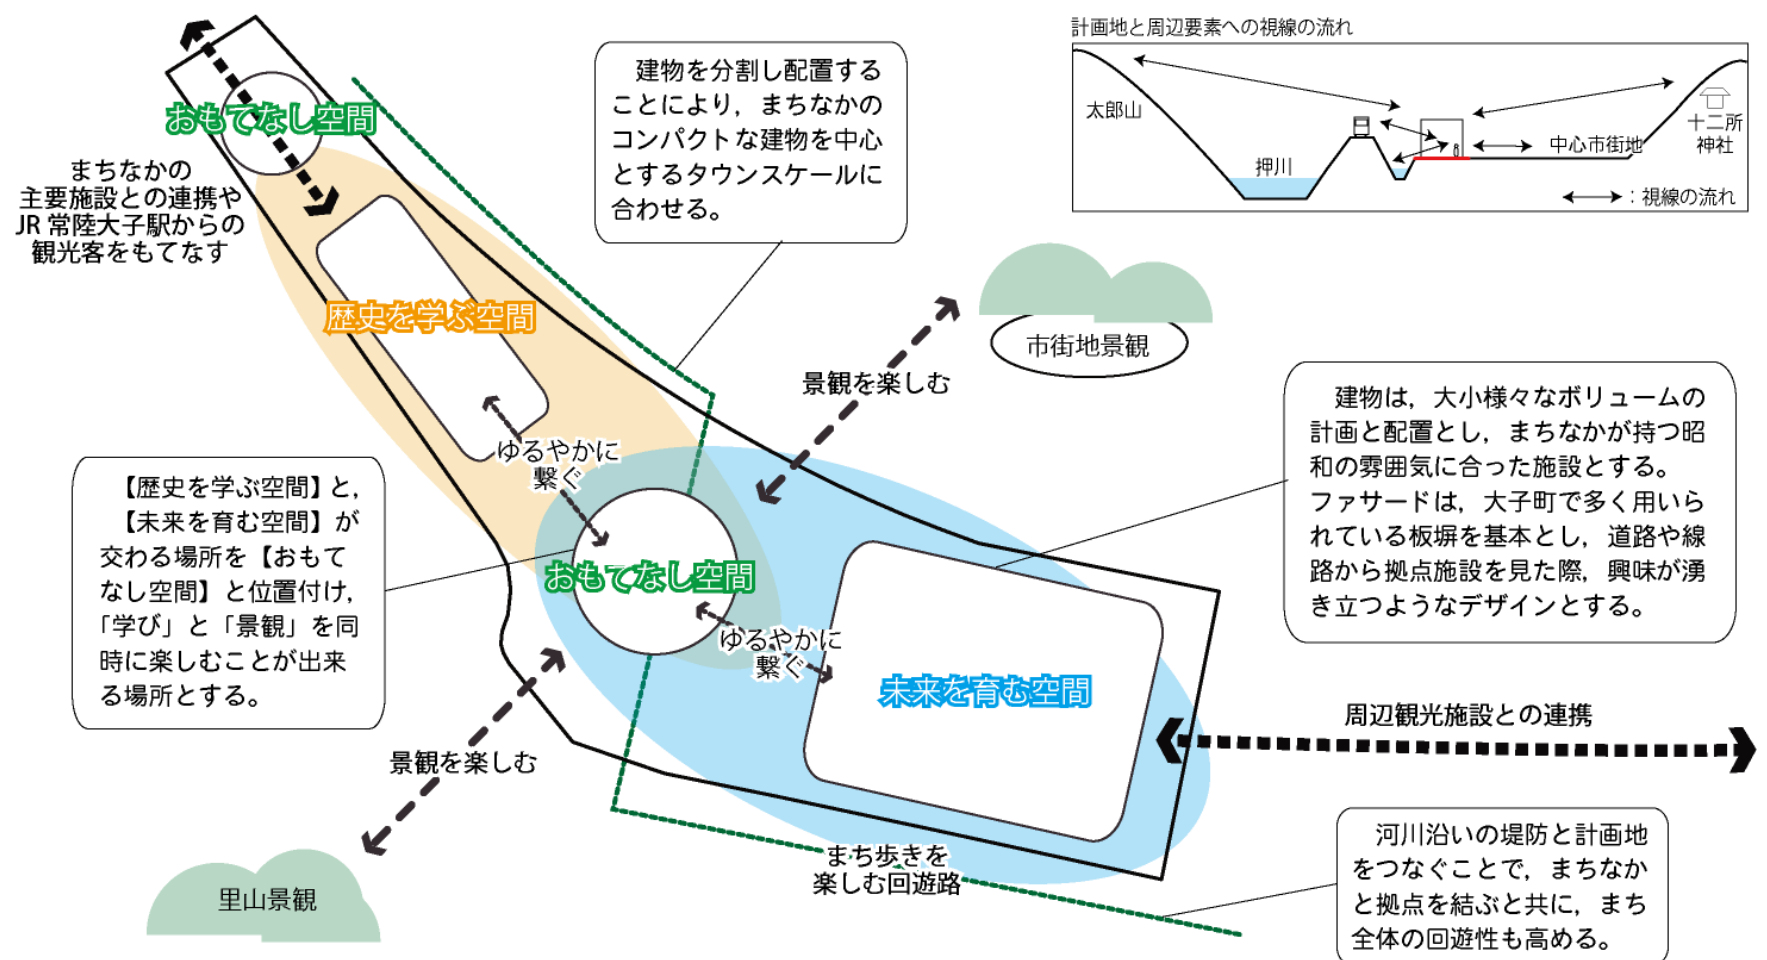 計画地と周辺要素への視線の流れ
太郎山
押川
中心市街地
十二所
神社
：視線の流れ
おもてなし空間
まちなかの
主要施設との連携や
JR 常陸大子駅からの
観光客をもてなす
建物を分割し配置する
ことにより，まちなかの
コンパクトな建物を中心
とするタウンスケールに
合わせる。
歴史を学ぶ空間
市街地景観
景観を楽しむ
ゆるやかに
繋ぐ
建物は，大小様々なボリュームの
計画と配置とし，まちなかが持つ昭
和の雰囲気に合った施設とする。
ファサードは，大子町で多く用いら
れている板塀を基本とし，道路や線
路から拠点施設を見た際，興味が湧
き立つようなデザインとする。
【歴史を学ぶ空間】と，
【未来を育む空間】が
交わる場所を【おもて
なし空間】と位置付け，
「学び」と「景観」を同
時に楽しむことが出来
る場所とする。
おもてなし空間
ゆるやかに
繋ぐ
未来を育む空間
周辺観光施設との連携
景観を楽しむ
里山景観
まち歩きを
楽しむ回遊路
河川沿いの堤防と計画地
をつなぐことで，まちなか
と拠点を結ぶと共に，まち
全体の回遊性も高める。